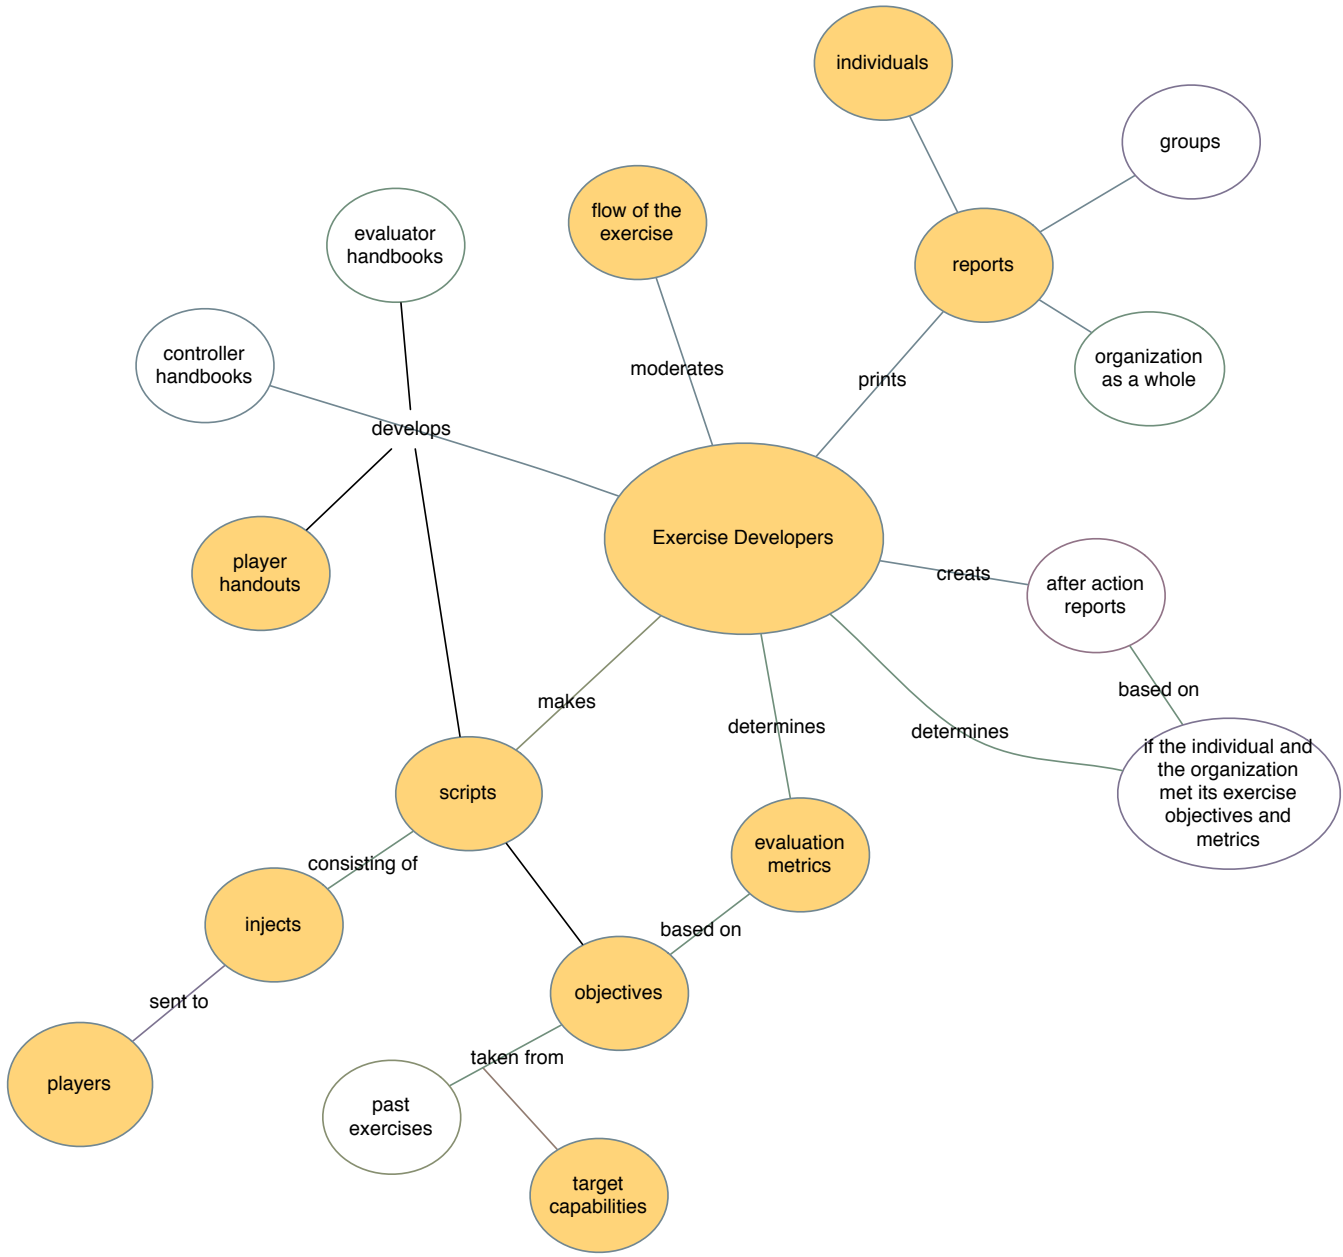 individuals
groups
flow of the
exercise
evaluator
handbooks
reports
controller
handbooks
organization
as a whole
moderates
prints
develops
Exercise Developers
player
handouts
creats
after action
reports
based on
makes
determines
determines
if the individual and
the organization
met its exercise
objectives and
metrics
scripts
evaluation
metrics
consisting of
injects
based on
objectives
sent to
taken from
players
past
exercises
target
capabilities